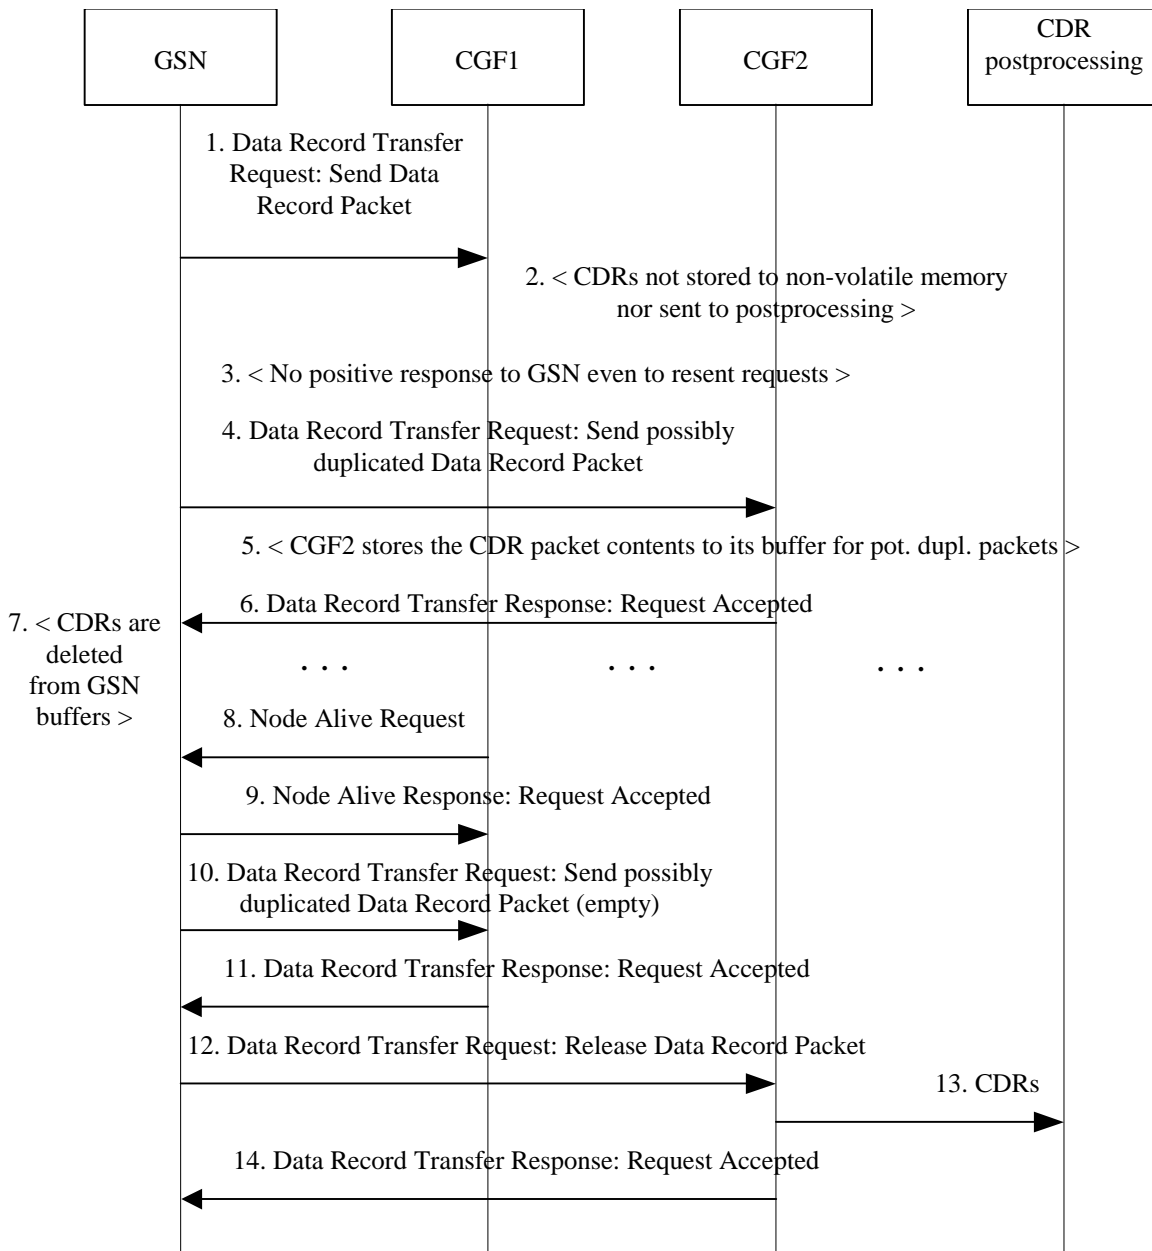 GSN
CGF1
CGF2
CDR
postprocessing
1. Data Record Transfer
Request: Send Data
Record Packet
2. < CDRs not stored to non-volatile memory
nor sent to postprocessing >
3. < No positive response to GSN even to resent requests >
4. Data Record Transfer Request: Send possibly
duplicated Data Record Packet
5. < CGF2 stores the CDR packet contents to its buffer for pot. dupl. packets >
6. Data Record Transfer Response: Request Accepted
7. < CDRs are
deleted
from GSN
buffers >
. . .
. . .
. . .
8. Node Alive Request
9. Node Alive Response: Request Accepted
10. Data Record Transfer Request: Send possibly
duplicated Data Record Packet (empty)
11. Data Record Transfer Response: Request Accepted
12. Data Record Transfer Request: Release Data Record Packet
13. CDRs
14. Data Record Transfer Response: Request Accepted